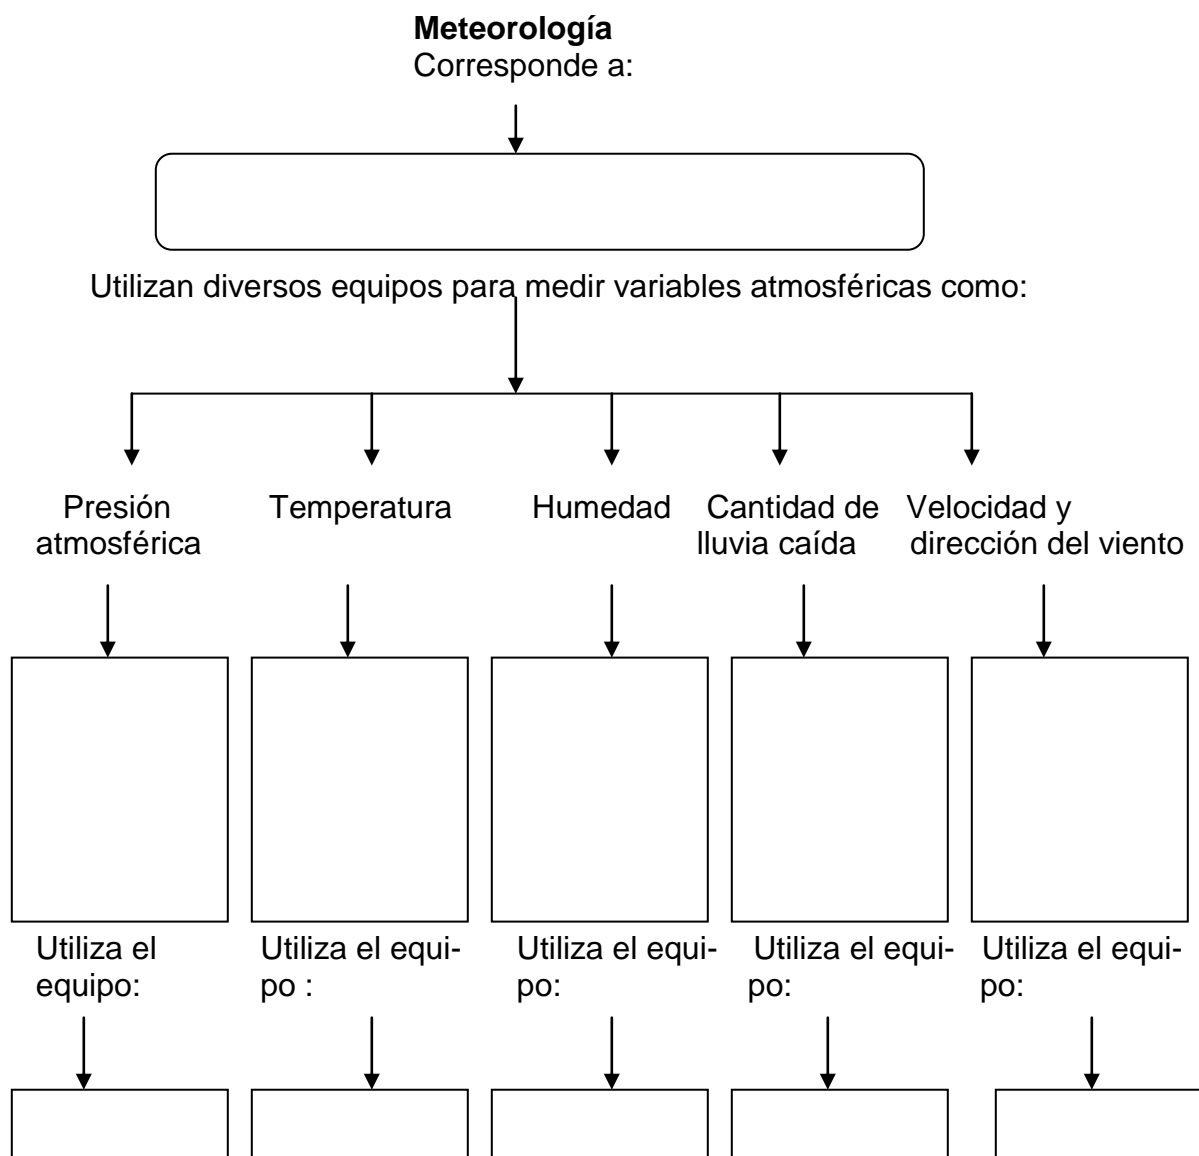 Meteorología
Corresponde a:
Utilizan diversos equipos para medir variables atmosféricas como:
Presión
atmosférica
Temperatura
Humedad
Cantidad de
lluvia caída
Velocidad y
dirección del viento
Utiliza el
equipo:
Utiliza el equi-
po :
Utiliza el equi-
po:
Utiliza el equi-
po:
Utiliza el equi-
po: